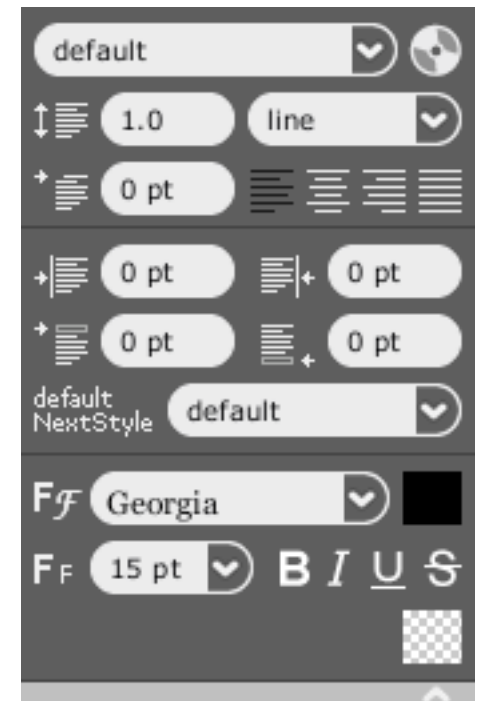 default
1.0 line
0 pt
0 pt 0 pt
0 pt 0 pt
default
NextStyle default
FF Georgia
F F 15 pt B I U S